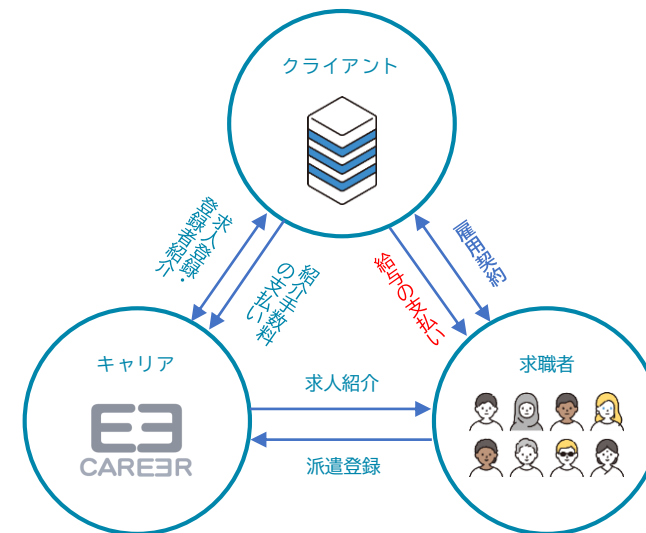 クライアント
求人登録・
登録者紹介
紹介手数料
の支払い
給与の支払い
雇用契約
キャリア
E3
CAREER
求人紹介
派遣登録
求職者